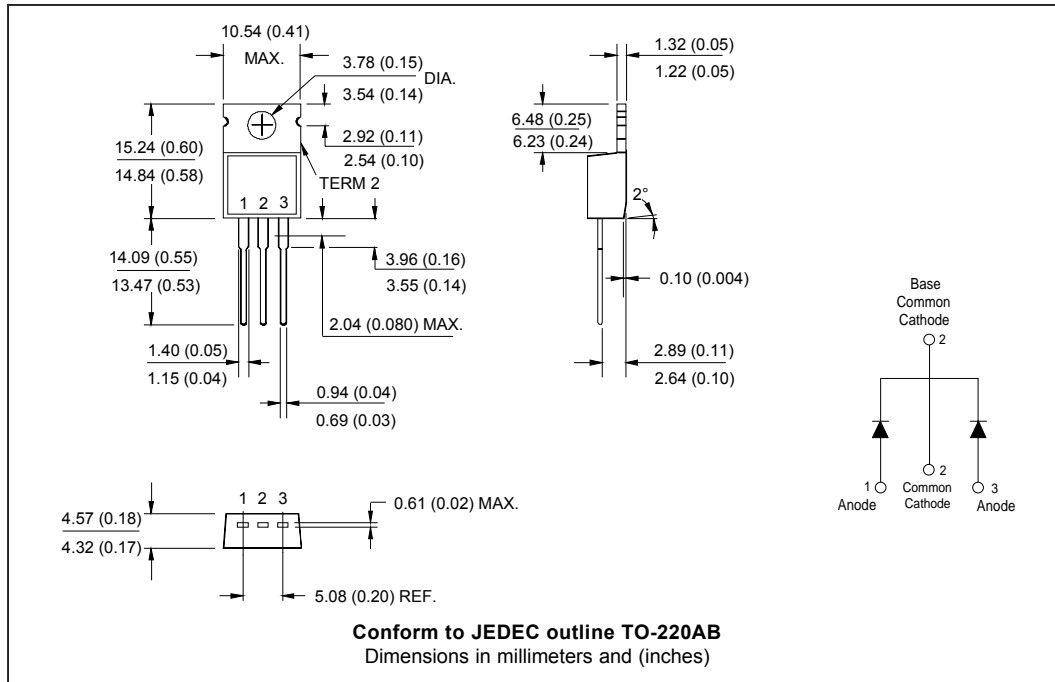 10.54 (0.41)
MAX.
3.78 (0.15)
3.54 (0.14)
DIA.
2.92 (0.11)
2.54 (0.10)
TERM 2
15.24 (0.60)
14.84 (0.58)
1 2 3
14.09 (0.55)
13.47 (0.53)
3.96 (0.16)
3.55 (0.14)
2.04 (0.080) MAX.
1.40 (0.05)
1.15 (0.04)
0.94 (0.04)
0.69 (0.03)
1.32 (0.05)
1.22 (0.05)
6.48 (0.25)
6.23 (0.24)
2°
0.10 (0.004)
2.89 (0.11)
2.64 (0.10)
Base
Common
Cathode
2
2
1
Anode
Common
Cathode
3
Anode
1 2 3
0.61 (0.02) MAX.
4.57 (0.18)
4.32 (0.17)
5.08 (0.20) REF.
Conform to JEDEC outline TO-220AB
Dimensions in millimeters and (inches)